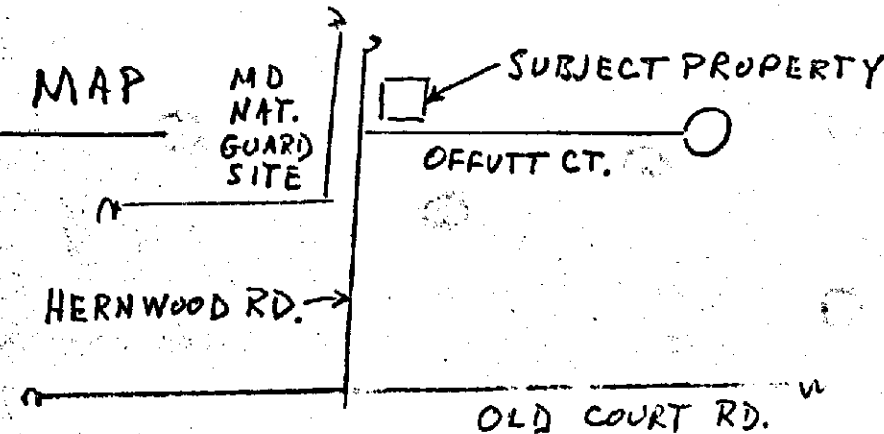 MAP
MD
NAT.
GUARD
SITE
SUBJECT PROPERTY
OFFUTT CT.
HERNWOOD RD.
OLD COURT RD.